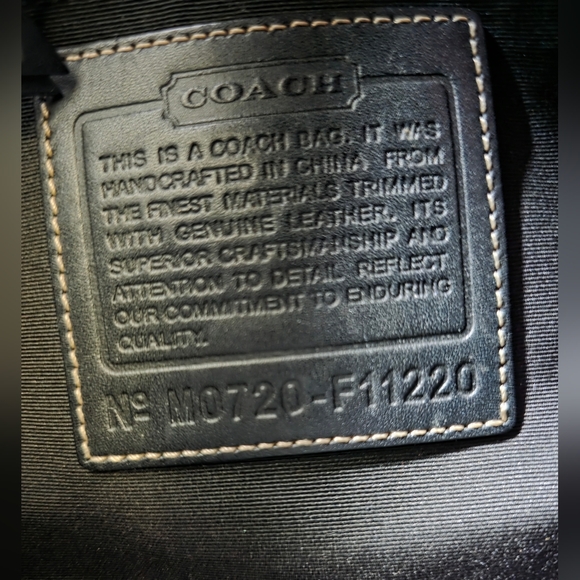 COACH
THIS IS A COACH BAG. IT WAS
HANDCRAFTED IN CHINA FROM
THE FINEST MATERIALS TRIMMED
WITH GENUINE LEATHER. ITS
SUPERIOR CRAFTSMANSHIP AND
ATTENTION TO DETAIL REFLECT
OUR COMMITMENT TO ENDURING
QUALITY.
Nº M0720-F11220